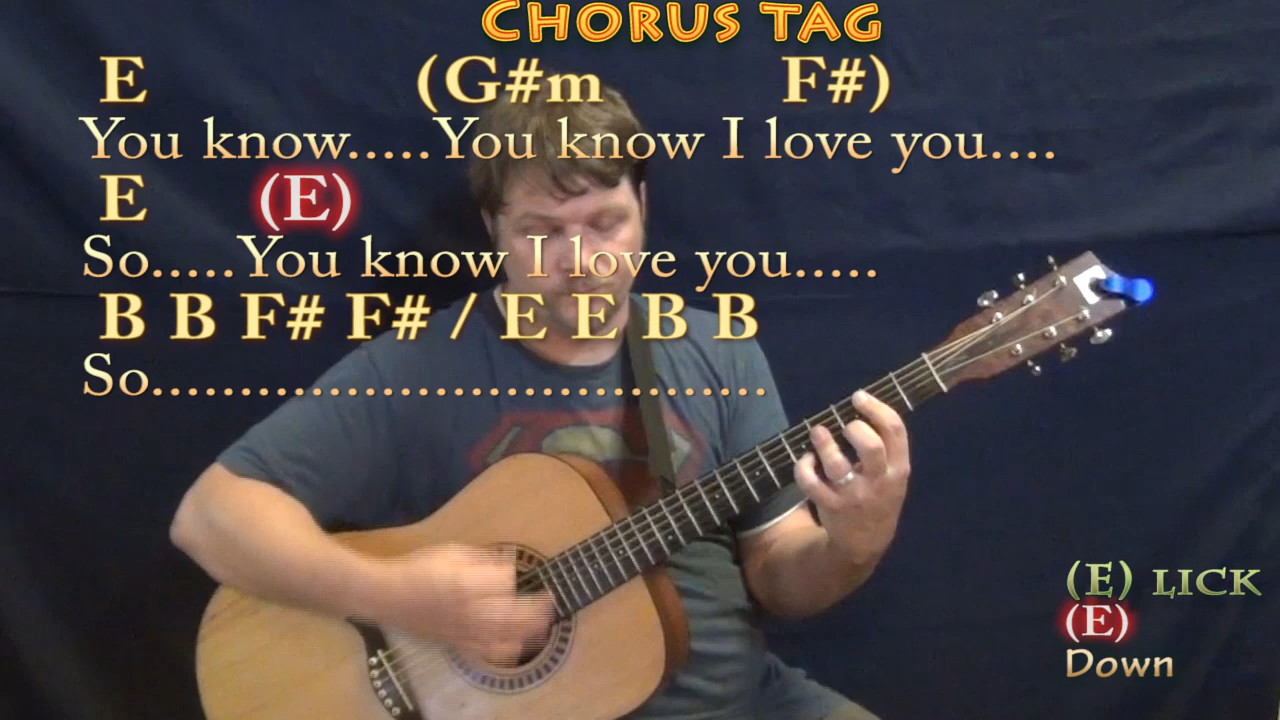 CHORUS TAG
E (G#m F#)
You know.....You know I love you....
E (E)
So.....You know I love you.....
B B F# F# / E E B B
So...................................
(E) LICK
(E)
Down